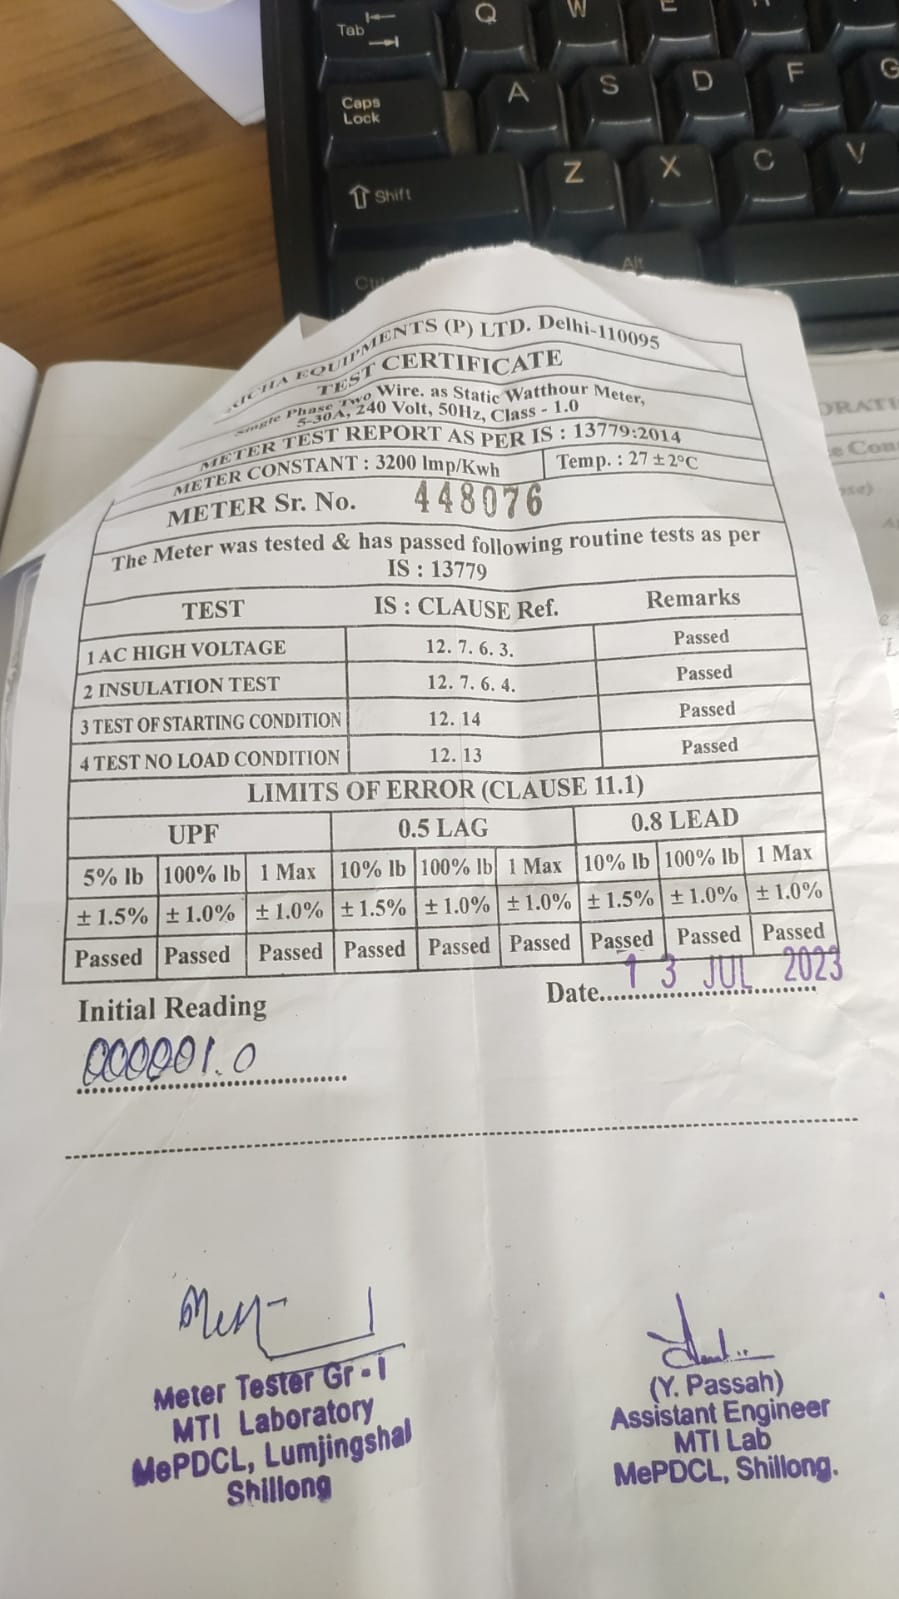 Tab
Q
W
E
Caps
Lock
A
S
D
F
G
Shift
Z
X
C
V
Alt
EQUIPMENTS (P) LTD. Delhi-110095
TEST CERTIFICATE
Single Phase Two Wire. as Static Watthour Meter,
5-30A, 240 Volt, 50Hz, Class - 1.0
METER TEST REPORT AS PER IS : 13779:2014
METER CONSTANT : 3200 Imp/Kwh Temp. : 27 ± 2°C
METER Sr. No. 448076
The Meter was tested & has passed following routine tests as per
IS : 13779
TEST IS : CLAUSE Ref. Remarks
1 AC HIGH VOLTAGE 12. 7. 6. 3. Passed
2 INSULATION TEST 12. 7. 6. 4. Passed
3 TEST OF STARTING CONDITION 12. 14 Passed
4 TEST NO LOAD CONDITION 12. 13 Passed
LIMITS OF ERROR (CLAUSE 11.1)
UPF 0.5 LAG 0.8 LEAD
5% lb 100% lb 1 Max 10% lb 100% lb 1 Max 10% lb 100% lb 1 Max
± 1.5% ± 1.0% ± 1.0% ± 1.5% ± 1.0% ± 1.0% ± 1.5% ± 1.0% ± 1.0%
Passed Passed Passed Passed Passed Passed Passed Passed Passed
Initial Reading Date 13 JUL 2023
000001.0
Meter Tester Gr - I
MTI Laboratory
MePDCL, Lumjingshai
Shillong
(Y. Passah)
Assistant Engineer
MTI Lab
MePDCL, Shillong.